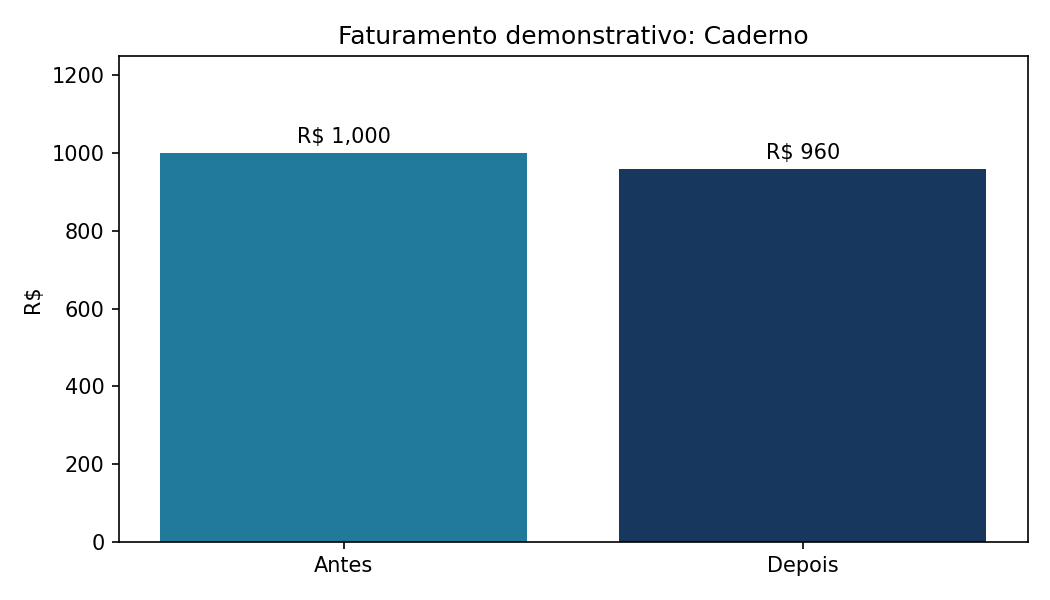 Faturamento demonstrativo: Caderno
1200
1000
800
600
400
200
0
R$
R$ 1,000
R$ 960
Antes
Depois